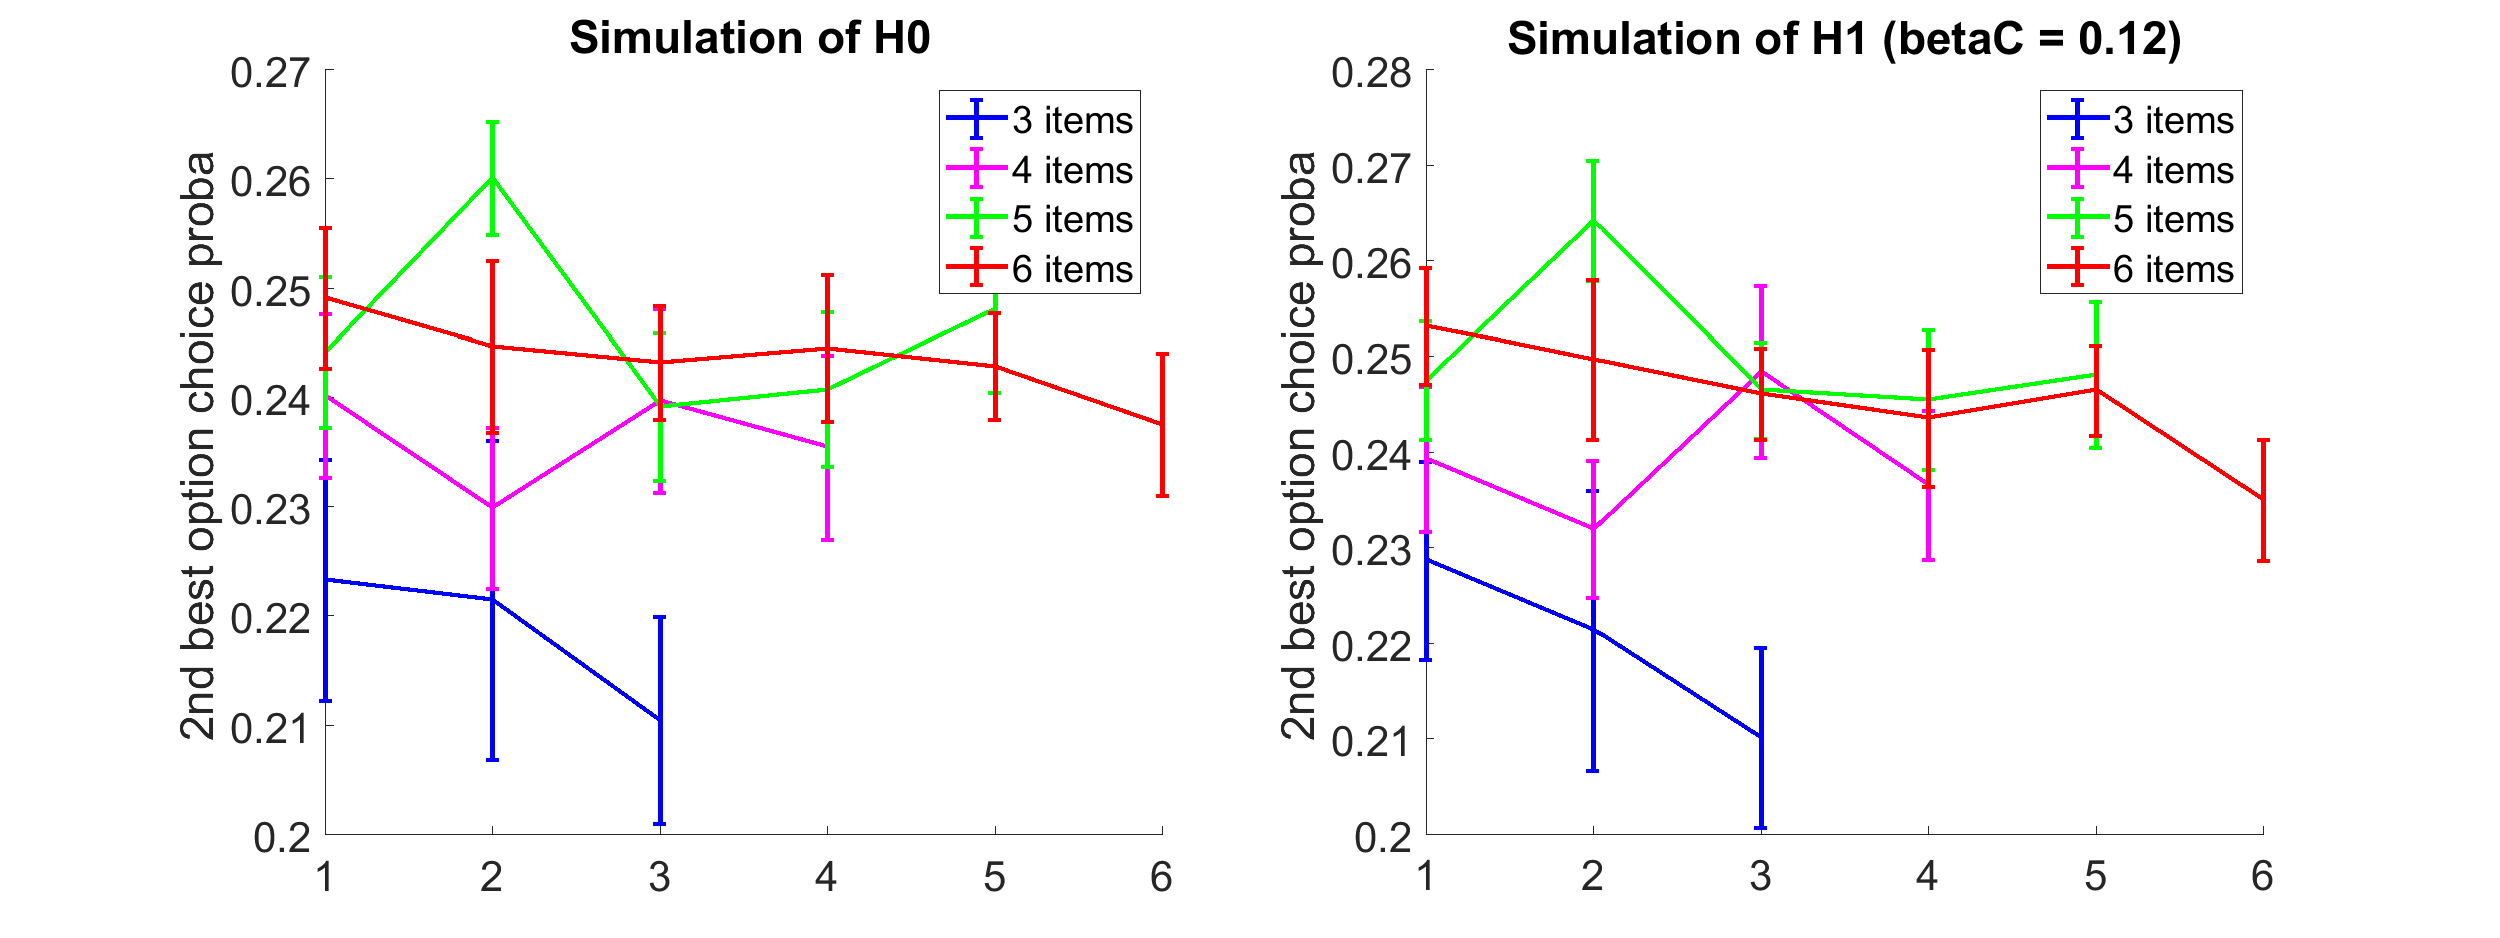 Simulation of H0
2nd best option choice proba
0.27
0.26
0.25
0.24
0.23
0.22
0.21
0.2
1 2 3 4 5 6
3 items
4 items
5 items
6 items
Simulation of H1 (betaC = 0.12)
2nd best option choice proba
0.28
0.27
0.26
0.25
0.24
0.23
0.22
0.21
0.2
1 2 3 4 5 6
3 items
4 items
5 items
6 items